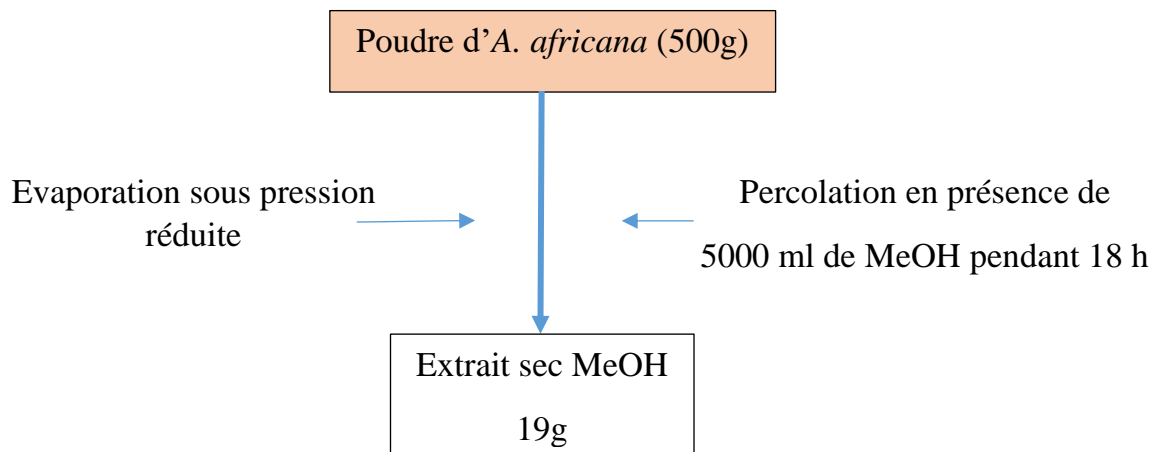 Poudre d’A. africana (500g)
Evaporation sous pression
réduite
Percolation en présence de
5000 ml de MeOH pendant 18 h
Extrait sec MeOH
19g